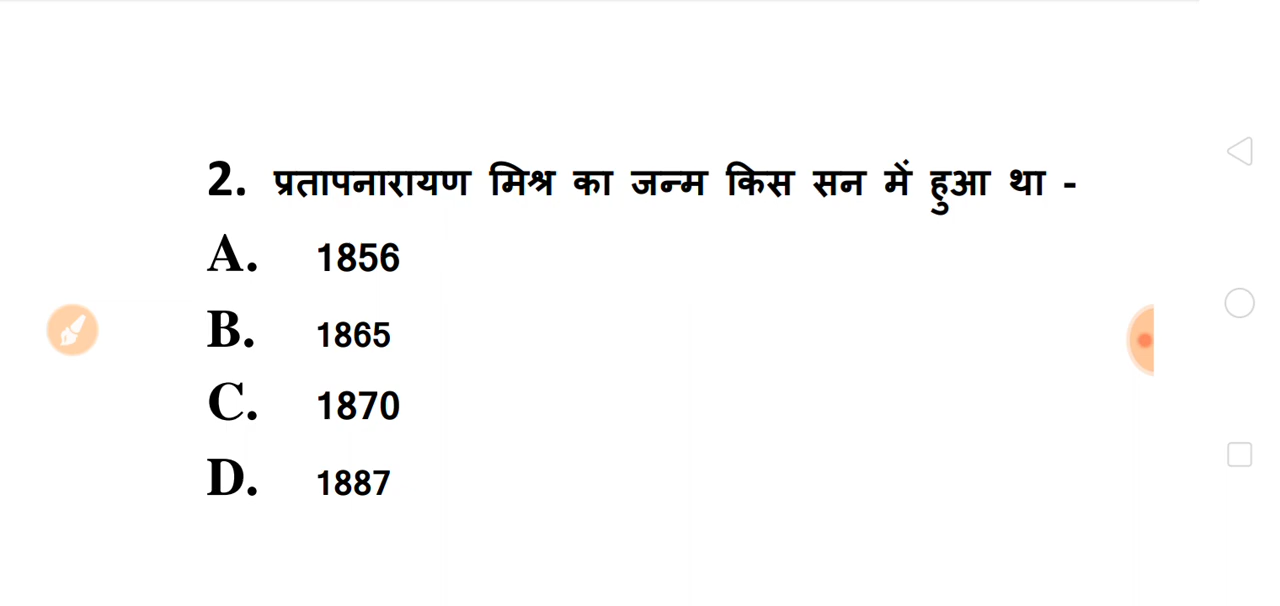 2. प्रतापनारायण मिश्र का जन्म किस सन में हुआ था -
A. 1856
B. 1865
C. 1870
D. 1887